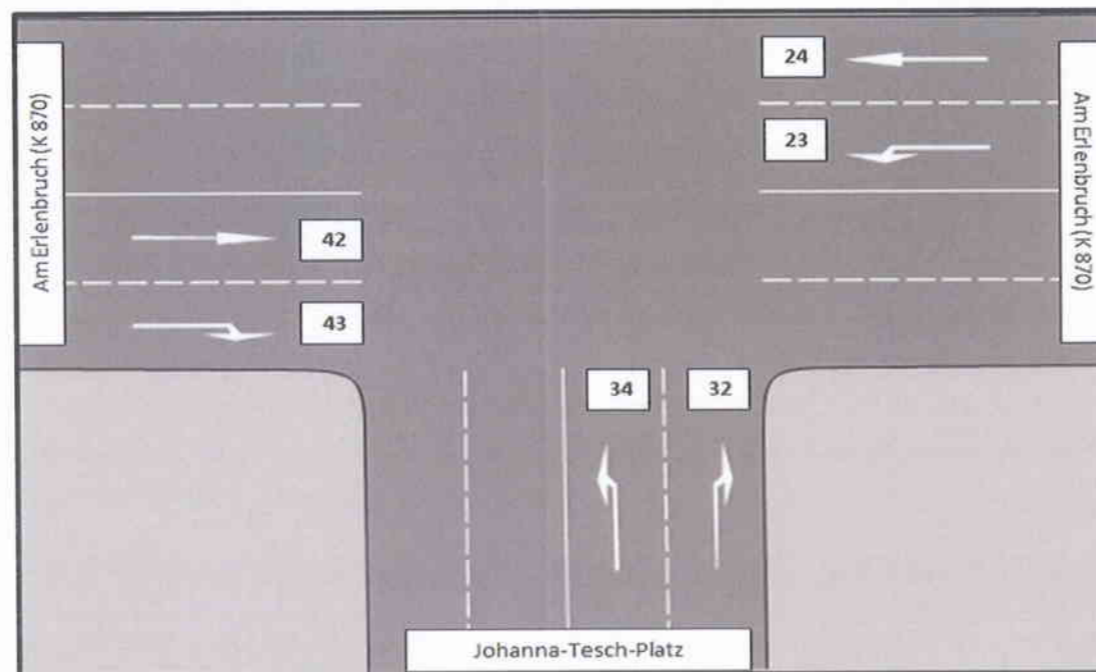 Am Erlenbruch (K 870)
24
23
Am Erlenbruch (K 870)
42
43
34
32
Johanna-Tesch-Platz